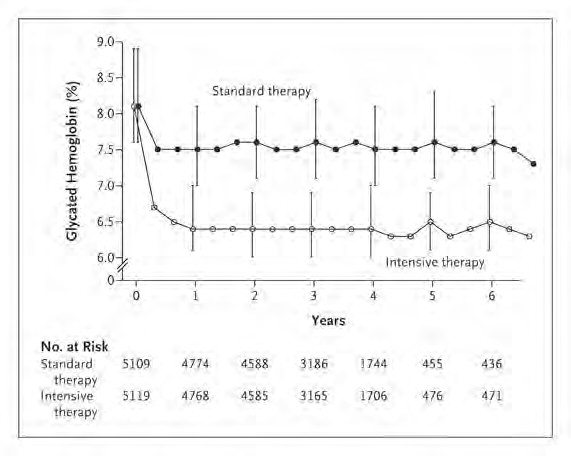 9.0
8.5
8.0
7.5
7.0
6.5
6.0
0
Glycated Hemoglobin (%)
Standard therapy
Intensive therapy
0 1 2 3 4 5 6
Years
No. at Risk
Standard therapy 5109 4774 4588 3186 1744 455 436
Intensive therapy 5119 4768 4585 3165 1706 476 471